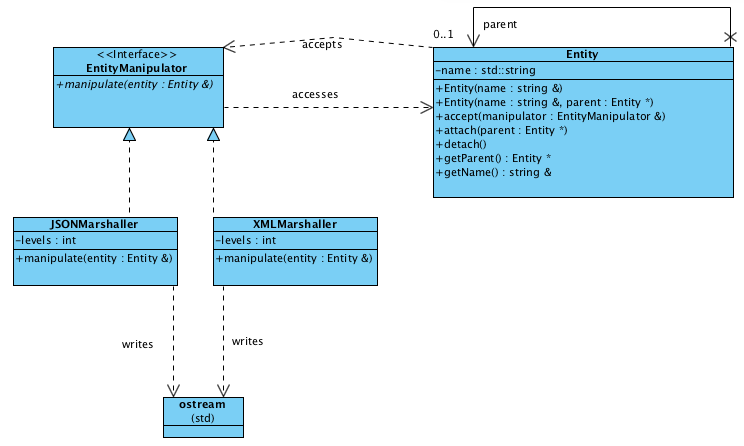 parent
0..1
accepts
<<Interface>>
EntityManipulator
+manipulate(entity : Entity &)
accesses
Entity
-name : std::string
+Entity(name : string &)
+Entity(name : string &, parent : Entity *)
+accept(manipulator : EntityManipulator &)
+attach(parent : Entity *)
+detach()
+getParent() : Entity *
+getName() : string &
JSONMarshaller
-levels : int
+manipulate(entity : Entity &)
XMLMarshaller
-levels : int
+manipulate(entity : Entity &)
writes
writes
ostream
(std)